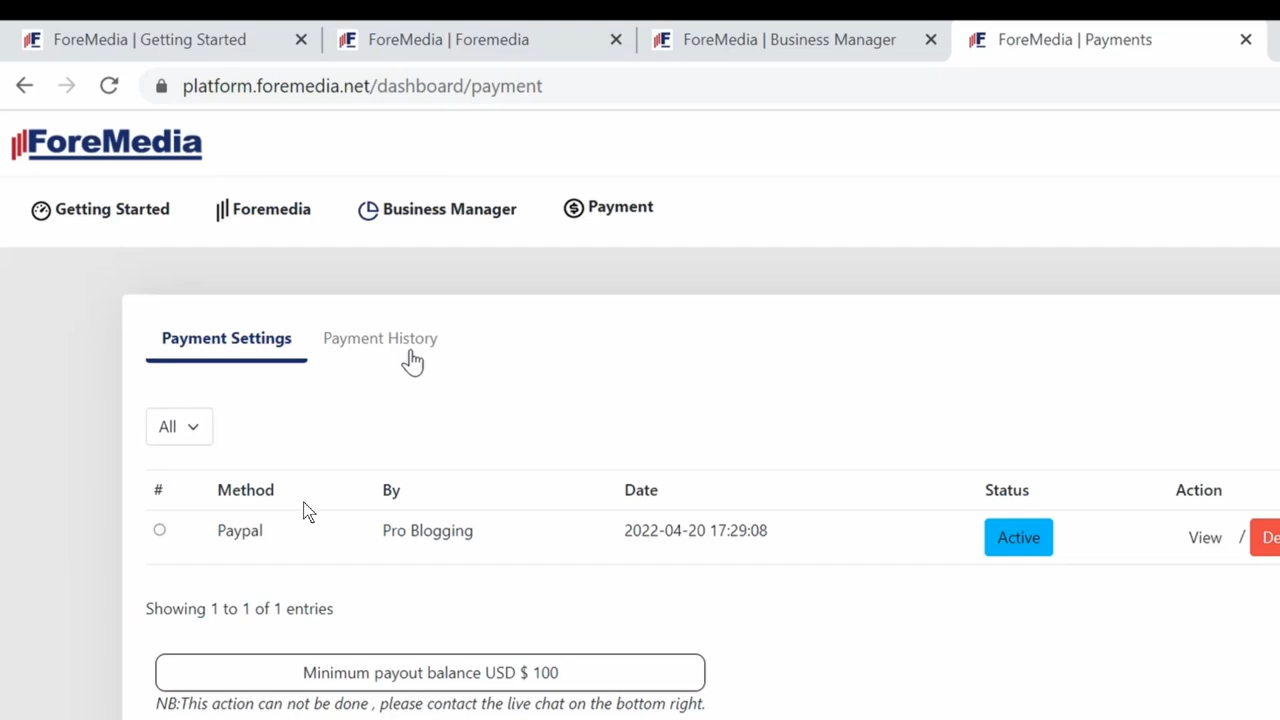 ForeMedia | Getting Started
ForeMedia | Foremedia
ForeMedia | Business Manager
ForeMedia | Payments
platform.foremedia.net/dashboard/payment
ForeMedia
Getting Started
Foremedia
Business Manager
Payment
Payment Settings
Payment History
All
# Method By Date Status Action
Paypal Pro Blogging 2022-04-20 17:29:08 Active View / De
Showing 1 to 1 of 1 entries
Minimum payout balance USD $ 100
NB:This action can not be done , please contact the live chat on the bottom right.